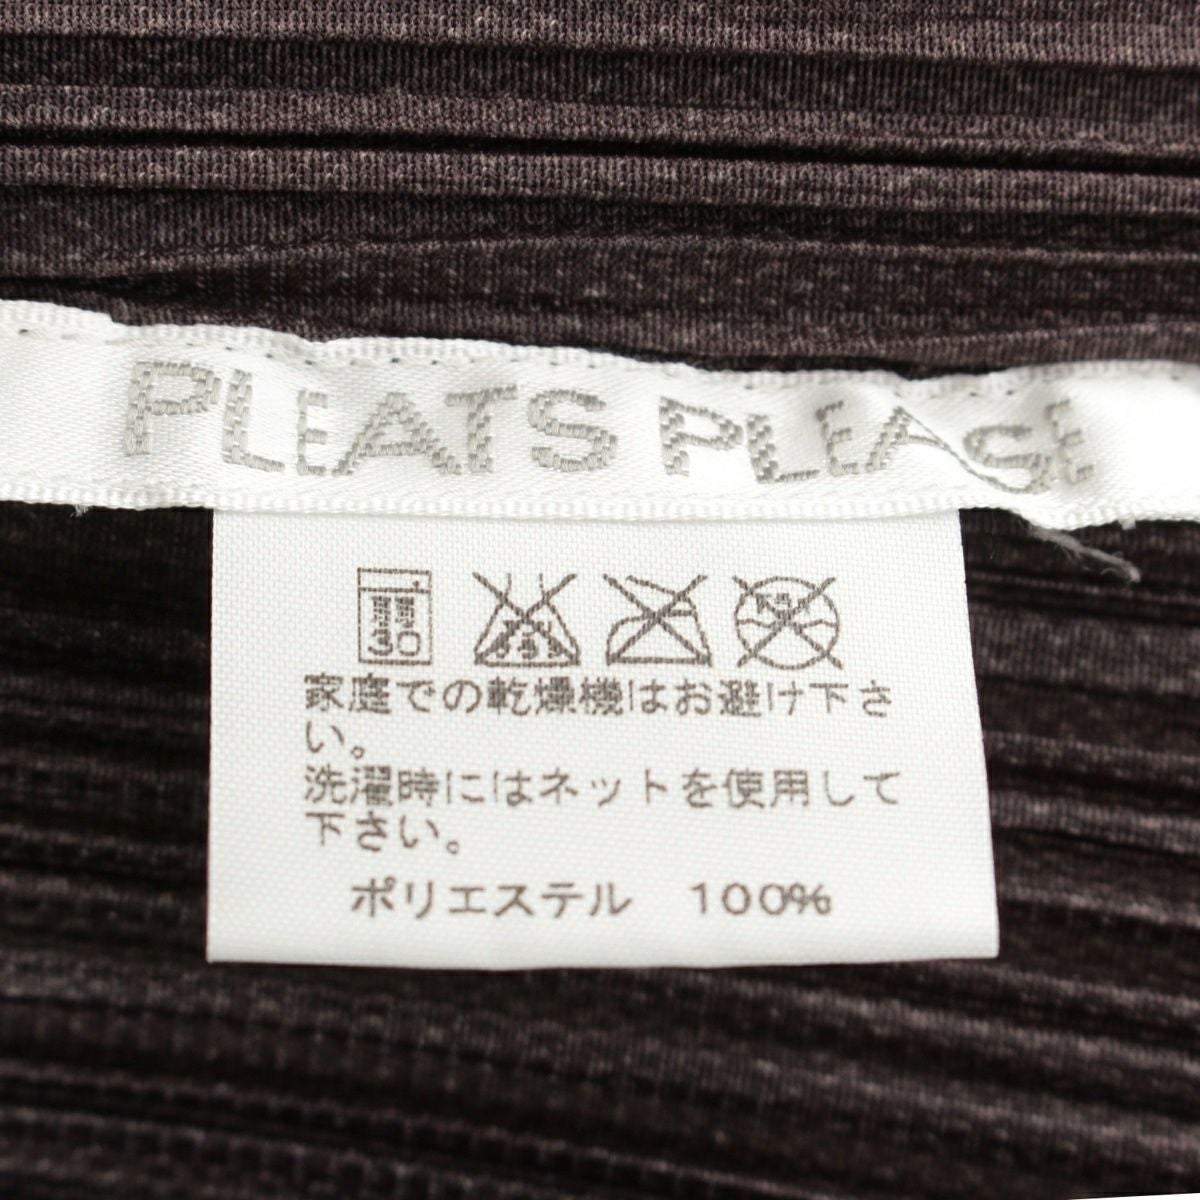 PLEATS PLEASE
30
家庭での乾燥機はお避け下さ
い。
洗濯時にはネットを使用して
下さい。
ポリエステル 100%